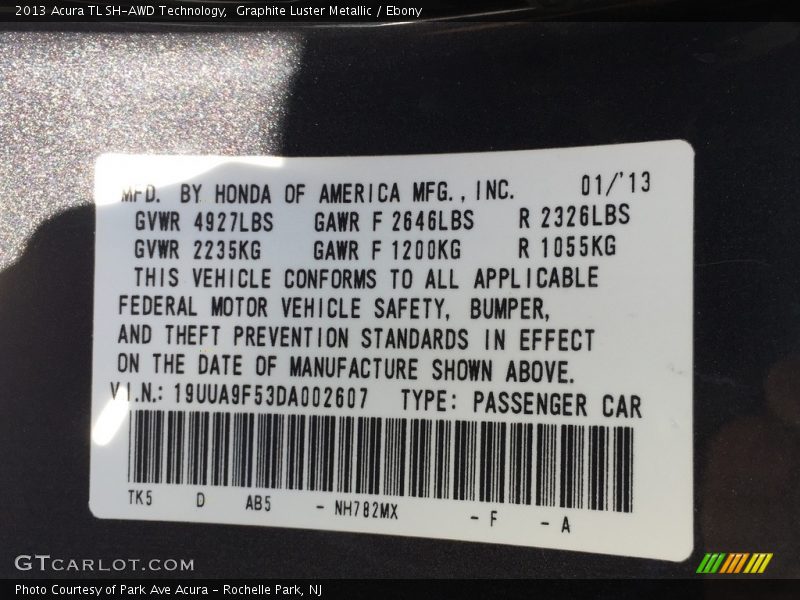 2013 Acura TL SH-AWD Technology,  Graphite Luster Metallic / Ebony
MFD. BY HONDA OF AMERICA MFG., INC. 01/'13
GVWR 4927LBS GAWR F 2646LBS R 2326LBS
GVWR 2235KG GAWR F 1200KG R 1055KG
THIS VEHICLE CONFORMS TO ALL APPLICABLE
FEDERAL MOTOR VEHICLE SAFETY, BUMPER,
AND THEFT PREVENTION STANDARDS IN EFFECT
ON THE DATE OF MANUFACTURE SHOWN ABOVE.
V.I.N.: 19UUA9F53DA002607 TYPE: PASSENGER CAR
TK5 D AB5 - NH782MX - F - A
GTCARLOT.COM
Photo Courtesy of Park Ave Acura - Rochelle Park, NJ